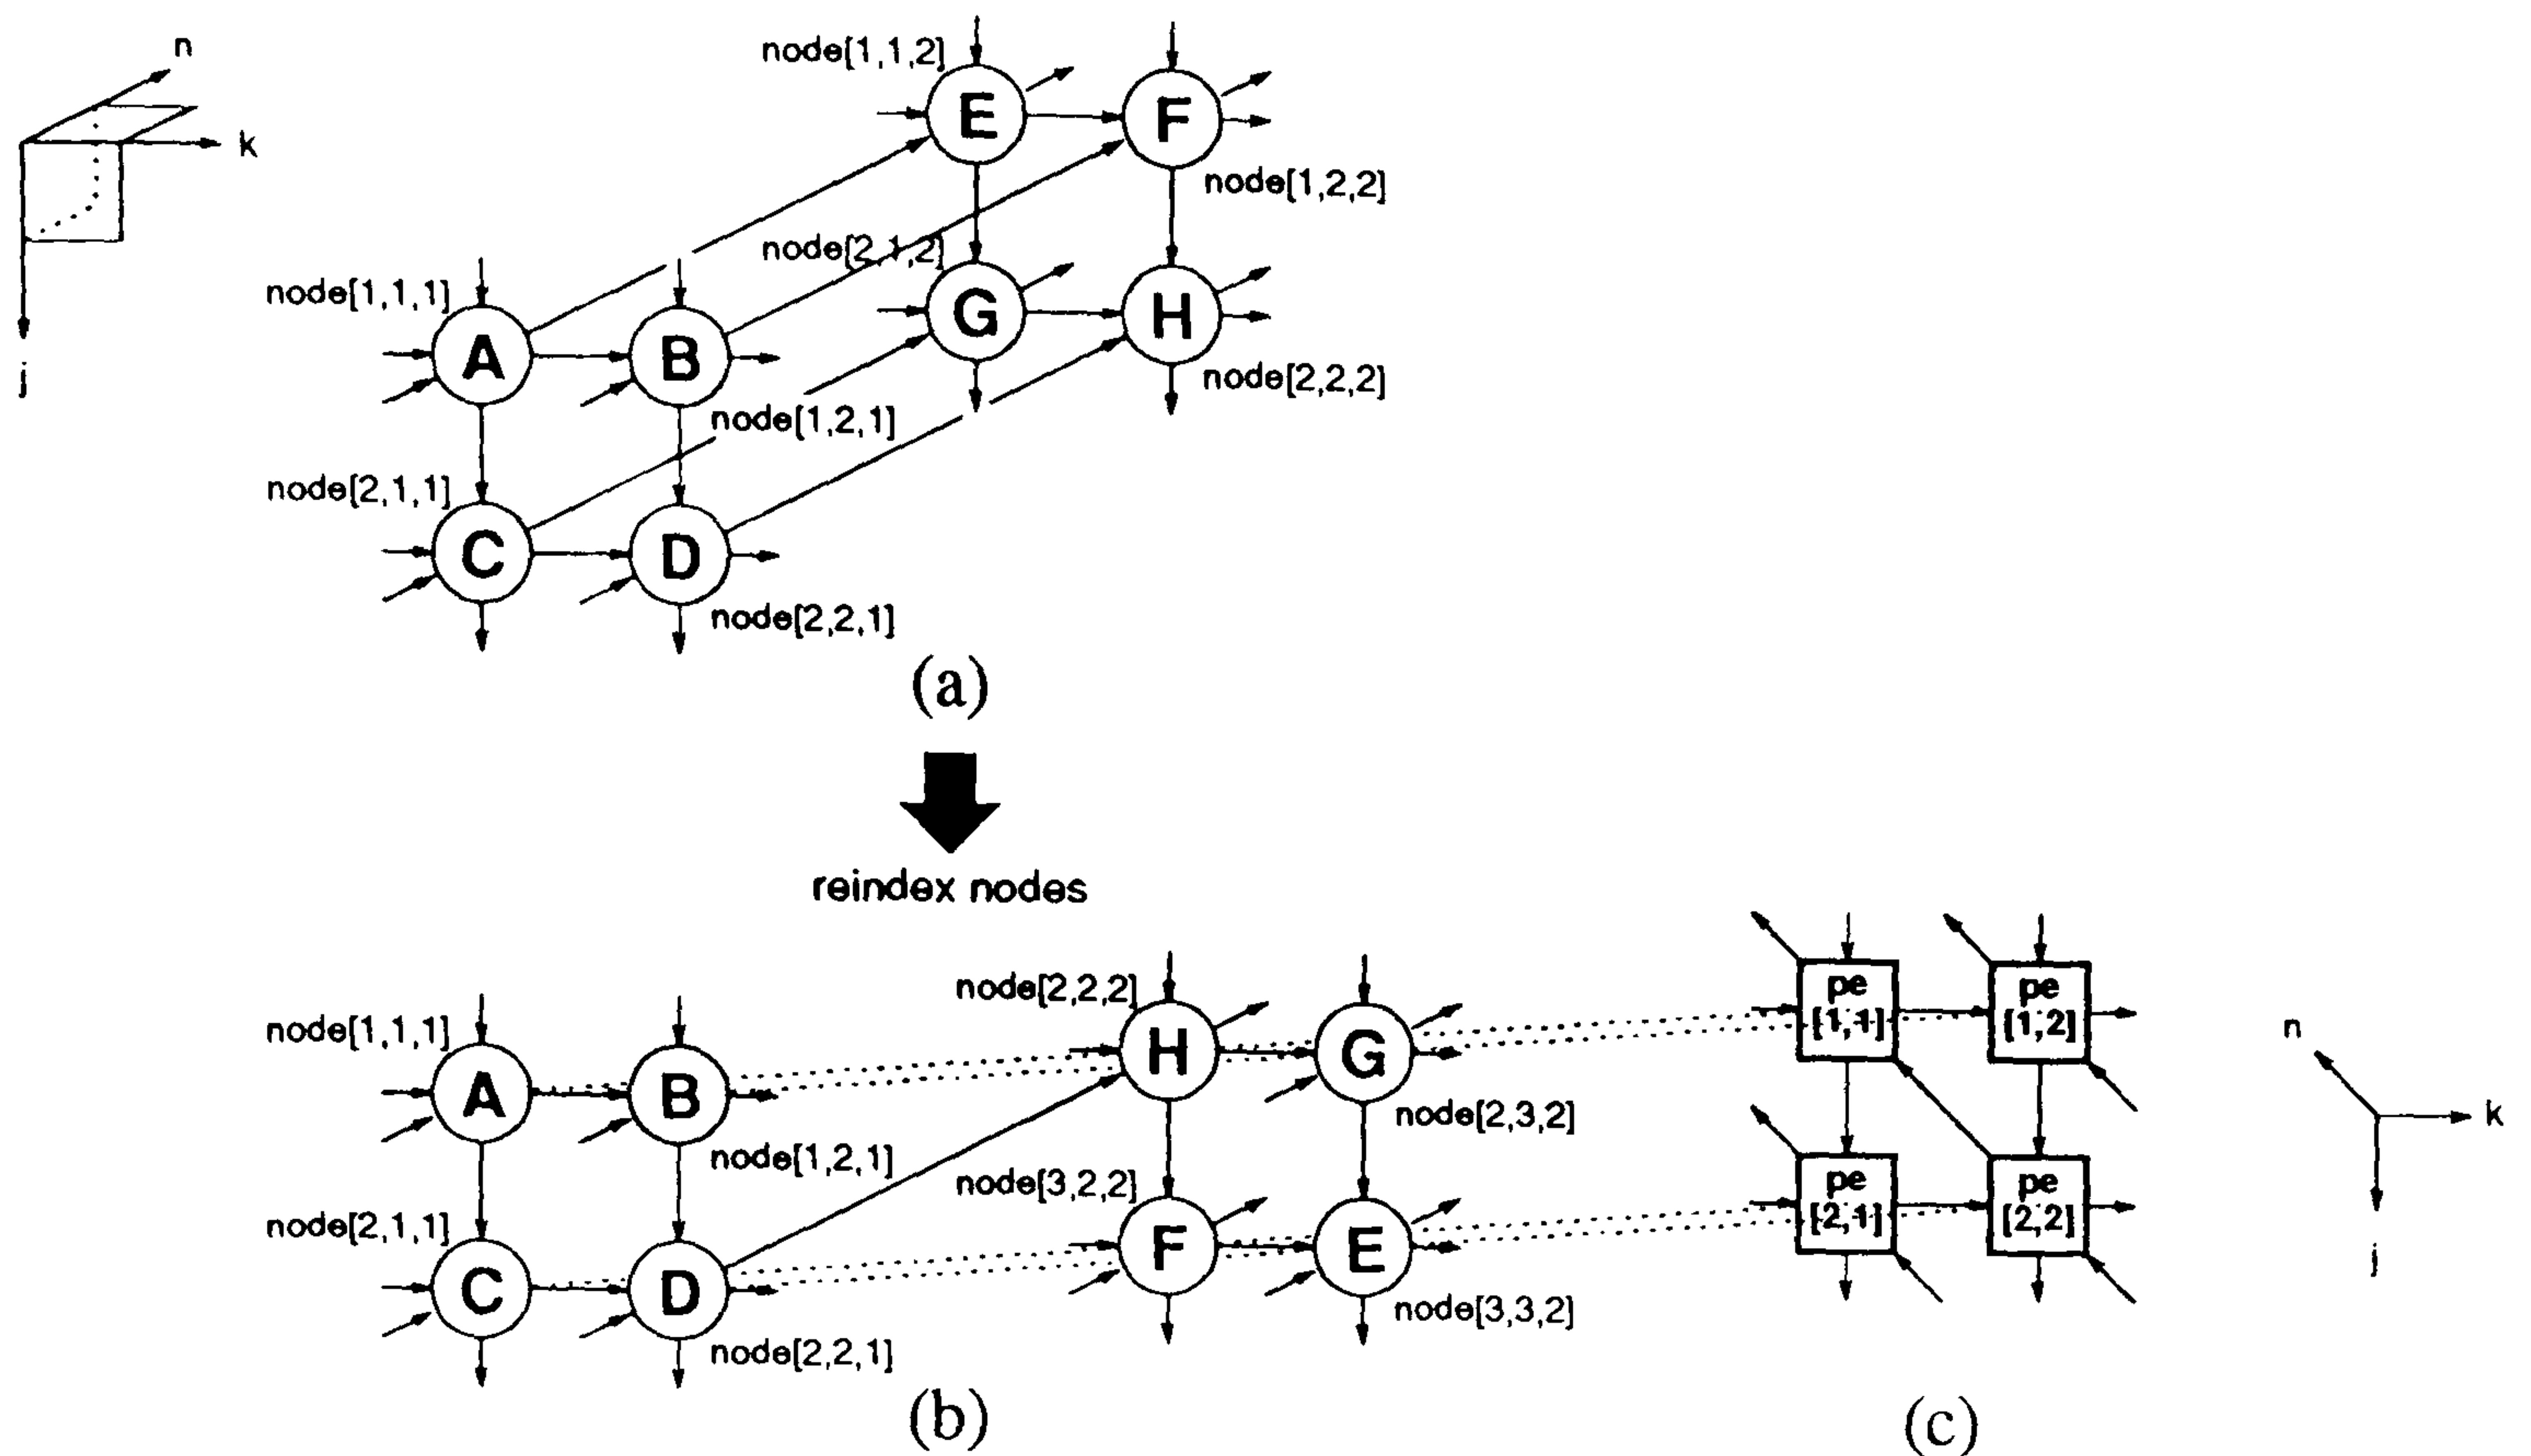 n
k
j
node[1,1,2]
E
F
node[1,2,2]
node[2,1,2]
G
H
node[2,2,2]
node[1,1,1]
A
B
node[1,2,1]
node[2,1,1]
C
D
node[2,2,1]
(a)
reindex nodes
node[1,1,1]
A
B
node[1,2,1]
node[2,1,1]
C
D
node[2,2,1]
node[2,2,2]
H
G
node[2,3,2]
node[3,2,2]
F
E
node[3,3,2]
(b)
pe
[1,1]
pe
[1,2]
pe
[2,1]
pe
[2,2]
n
k
j
(c)